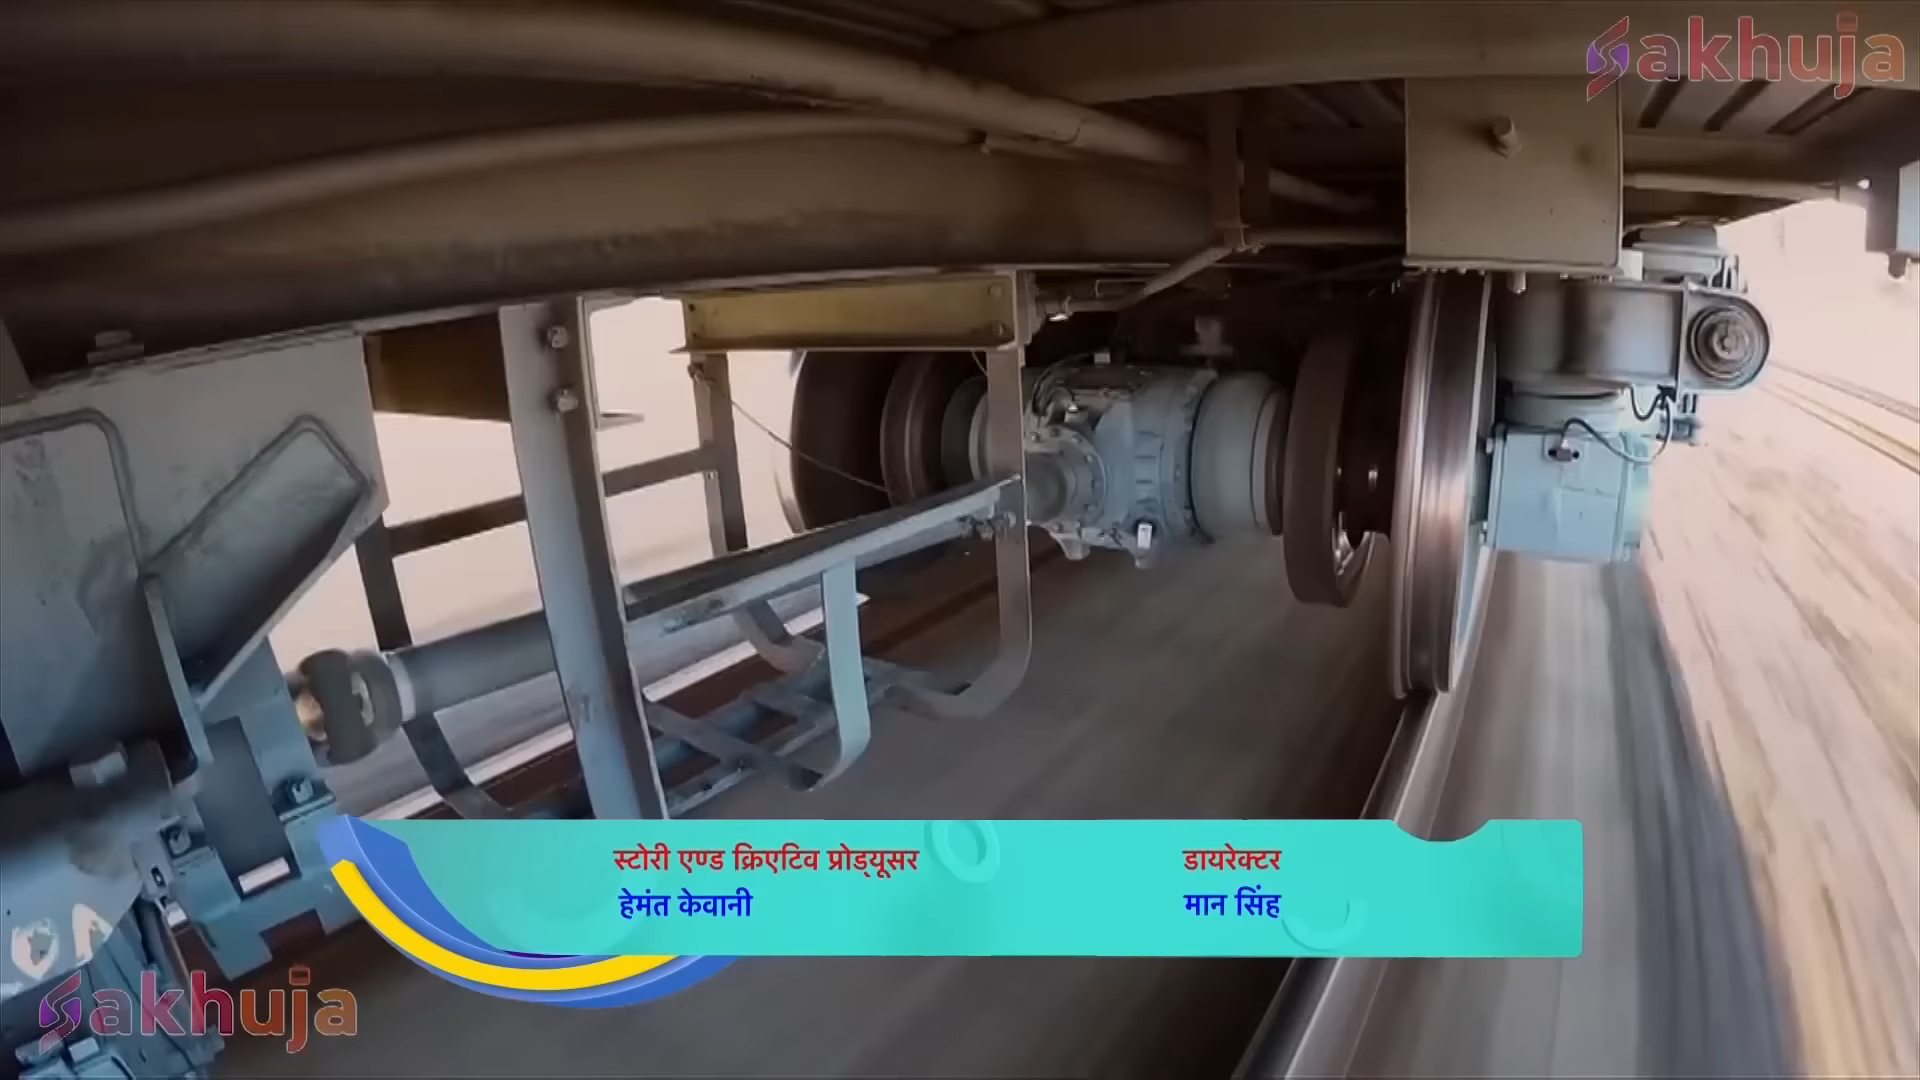 Sakhuja
स्टोरी एण्ड क्रिएटिव प्रोड्यूसर
हेमंत केवानी
डायरेक्टर
मान सिंह
Sakhuja